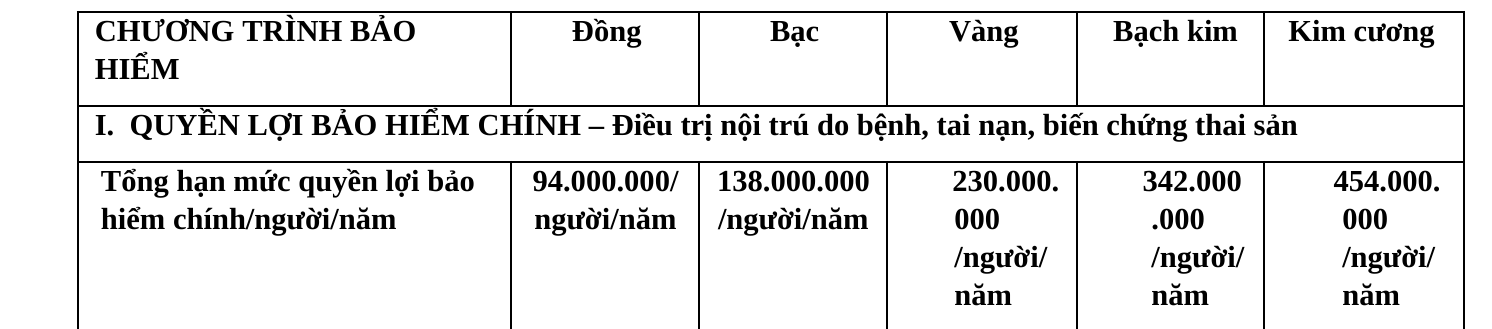 CHƯƠNG TRÌNH BẢO
HIỂM
Đồng
Bạc
Vàng
Bạch kim
Kim cương
I. QUYỀN LỢI BẢO HIỂM CHÍNH – Điều trị nội trú do bệnh, tai nạn, biến chứng thai sản
Tổng hạn mức quyền lợi bảo
hiểm chính/người/năm
94.000.000/
người/năm
138.000.000
/người/năm
230.000.
000
/người/
năm
342.000
.000
/người/
năm
454.000.
000
/người/
năm